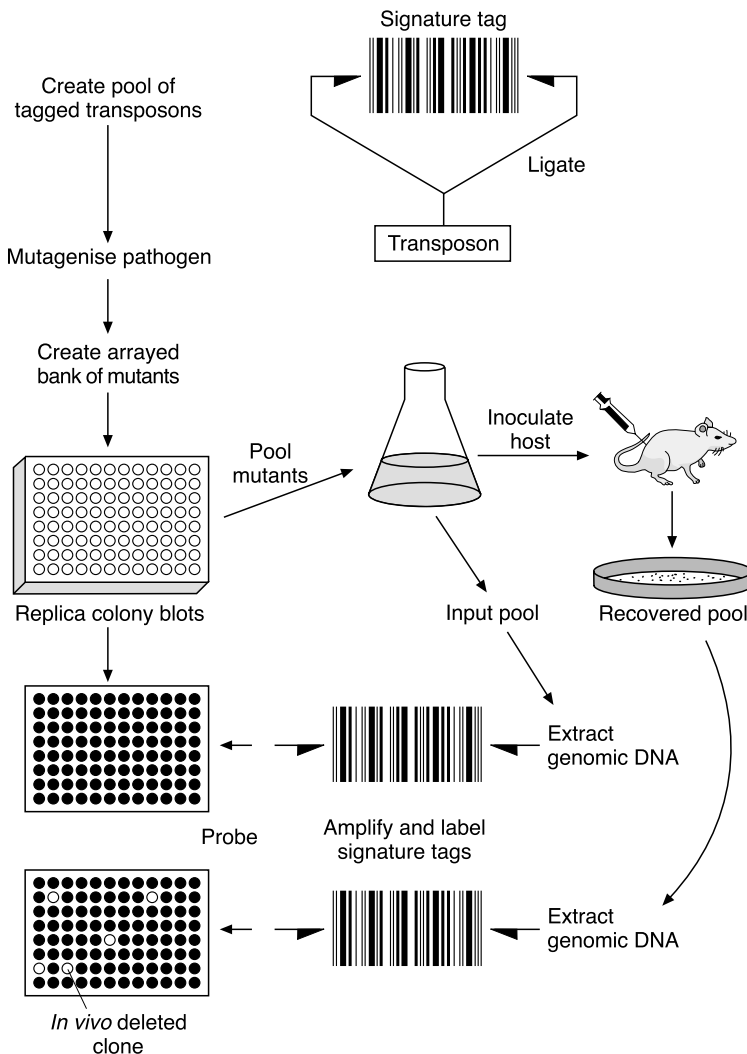 Signature tag
Create pool of
tagged transposons
Ligate
Transposon
Mutagenise pathogen
Create arrayed
bank of mutants
Pool
mutants
Inoculate
host
Replica colony blots
Input pool
Recovered pool
Extract
genomic DNA
Probe
Amplify and label
signature tags
Extract
genomic DNA
In vivo deleted
clone